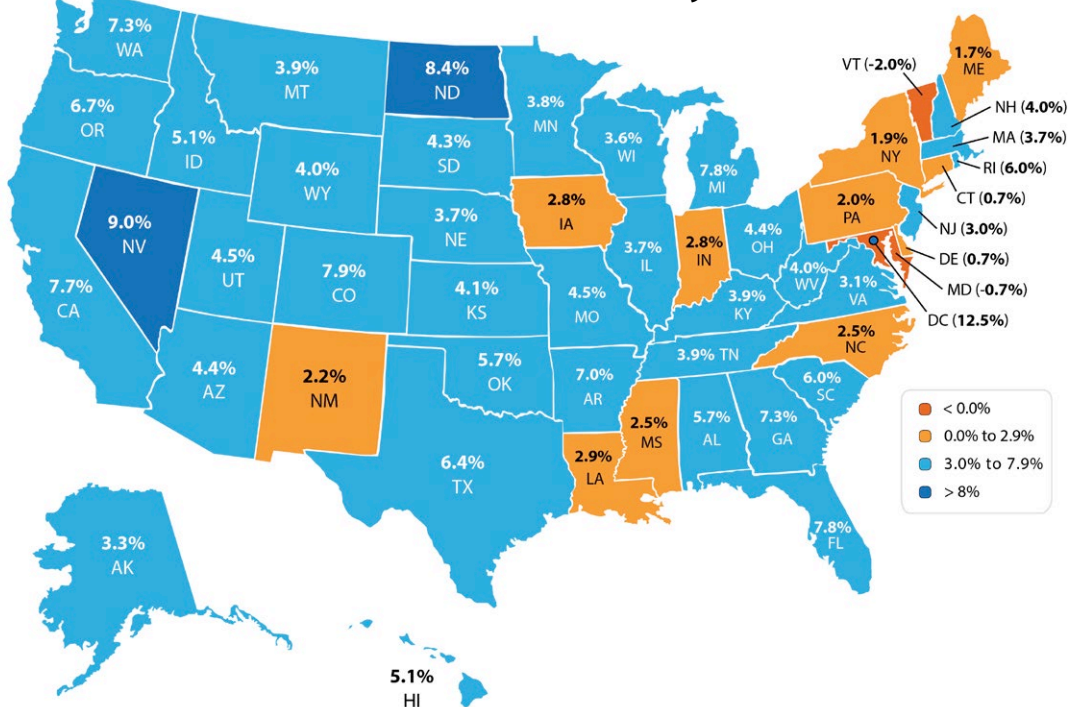 7.3%
WA
6.7%
OR
5.1%
ID
3.9%
MT
8.4%
ND
3.8%
MN
4.3%
SD
4.0%
WY
3.6%
WI
7.8%
MI
VT (-2.0%)
1.7%
ME
NH (4.0%)
MA (3.7%)
RI (6.0%)
CT (0.7%)
NJ (3.0%)
DE (0.7%)
MD (-0.7%)
DC (12.5%)
1.9%
NY
2.0%
PA
9.0%
NV
7.7%
CA
4.5%
UT
7.9%
CO
3.7%
NE
2.8%
IA
3.7%
IL
2.8%
IN
4.4%
OH
4.0%
WV
3.1%
VA
4.1%
KS
4.5%
MO
3.9%
KY
2.5%
NC
3.9% TN
4.4%
AZ
2.2%
NM
5.7%
OK
7.0%
AR
6.0%
SC
2.5%
MS
5.7%
AL
7.3%
GA
6.4%
TX
2.9%
LA
7.8%
FL
3.3%
AK
5.1%
HI
< 0.0%
0.0% to 2.9%
3.0% to 7.9%
> 8%